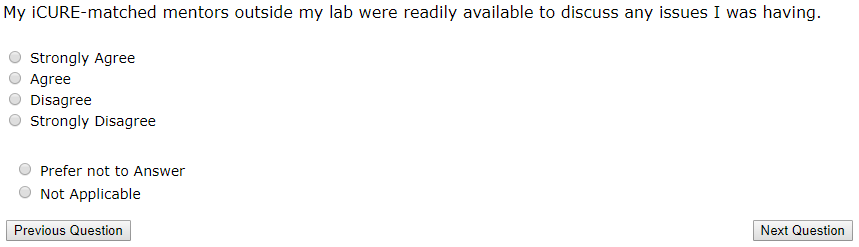 My iCURE-matched mentors outside my lab were readily available to discuss any issues I was having.
Strongly Agree
Agree
Disagree
Strongly Disagree
Prefer not to Answer
Not Applicable
Previous Question
Next Question